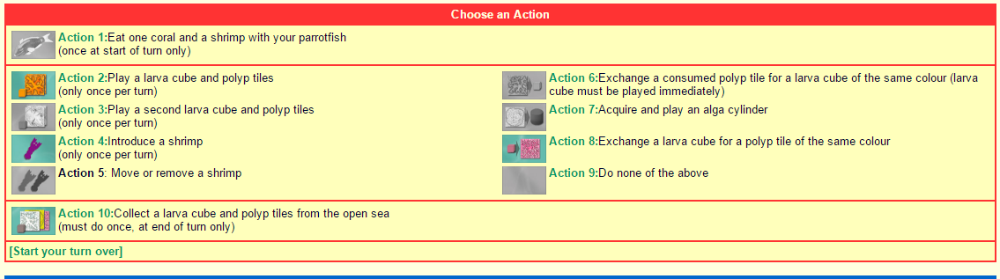 Choose an Action
Action 1:Eat one coral and a shrimp with your parrotfish
(once at start of turn only)
Action 2:Play a larva cube and polyp tiles
(only once per turn)
Action 3:Play a second larva cube and polyp tiles
(only once per turn)
Action 4:Introduce a shrimp
(only once per turn)
Action 5: Move or remove a shrimp
Action 6:Exchange a consumed polyp tile for a larva cube of the same colour (larva
cube must be played immediately)
Action 7:Acquire and play an alga cylinder
Action 8:Exchange a larva cube for a polyp tile of the same colour
Action 9:Do none of the above
Action 10:Collect a larva cube and polyp tiles from the open sea
(must do once, at end of turn only)
[Start your turn over]